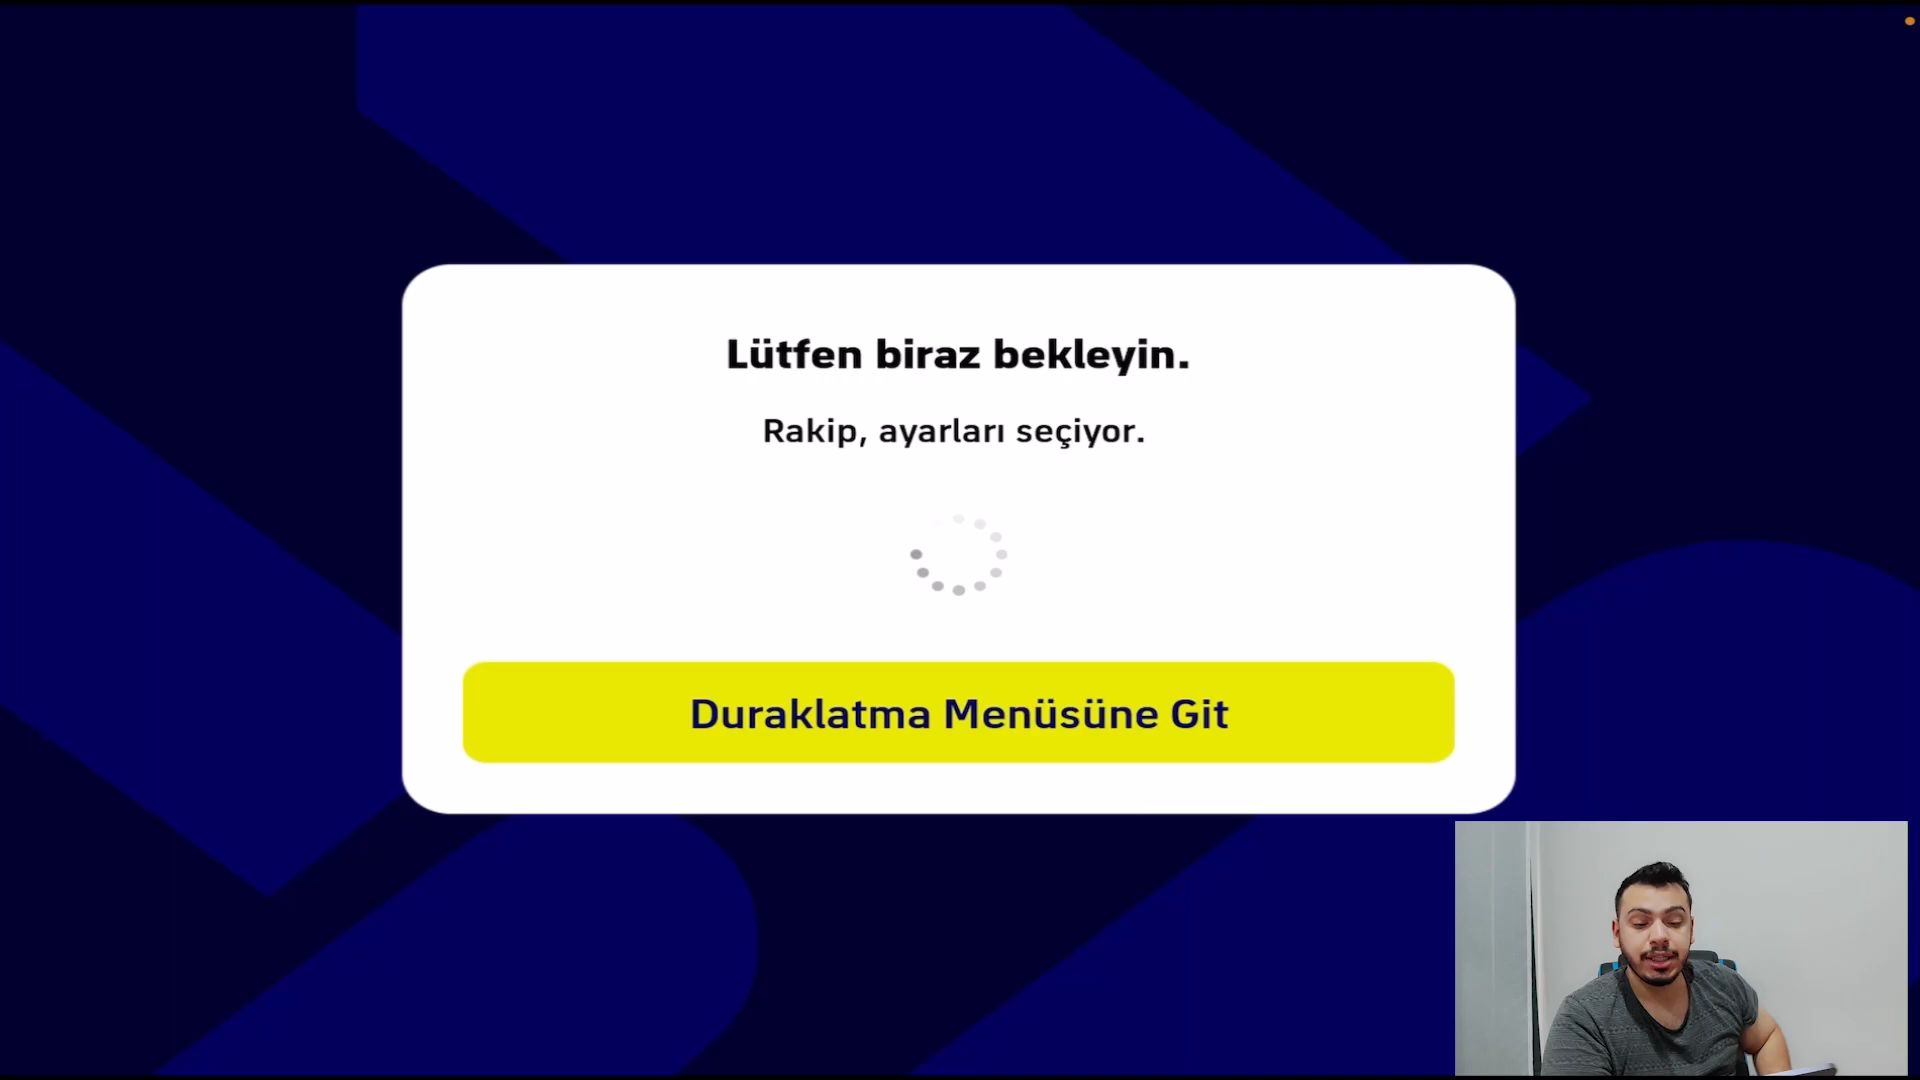 Lütfen biraz bekleyin.
Rakip, ayarları seçiyor.
Duraklatma Menüsüne Git